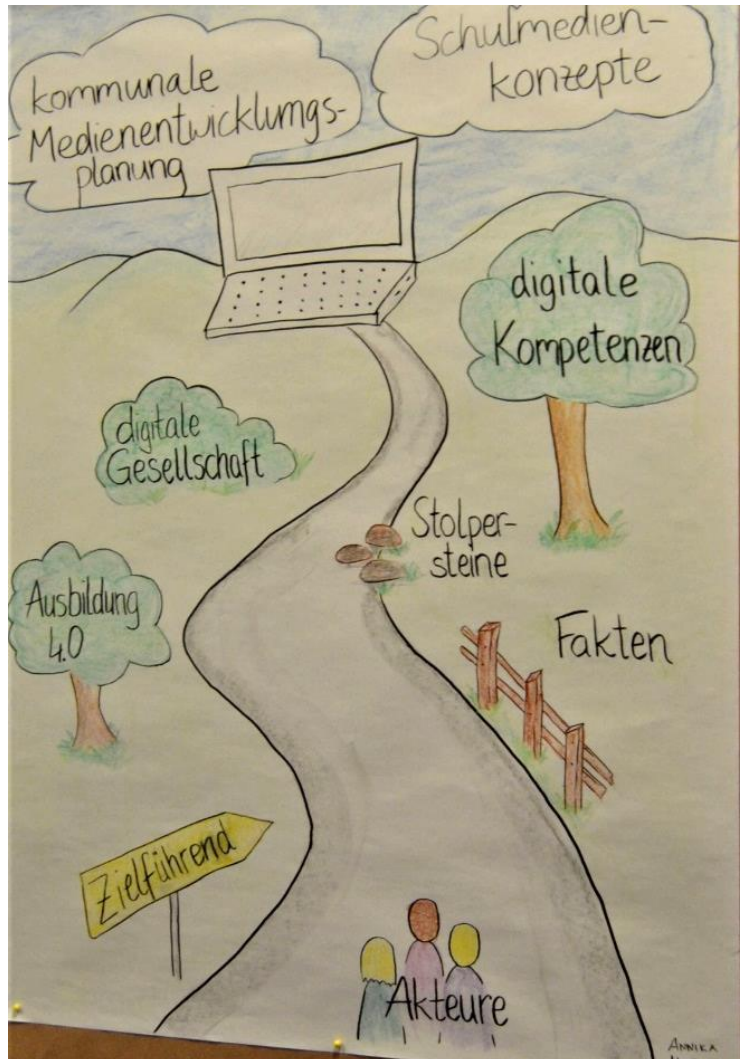 kommunale
Medienentwicklungs-
planung
Schulmedien-
konzepte
digitale
Kompetenzen
digitale
Gesellschaft
Stolper-
steine
Ausbildung
4.0
Fakten
Zielführend
Akteure
ANNIKA